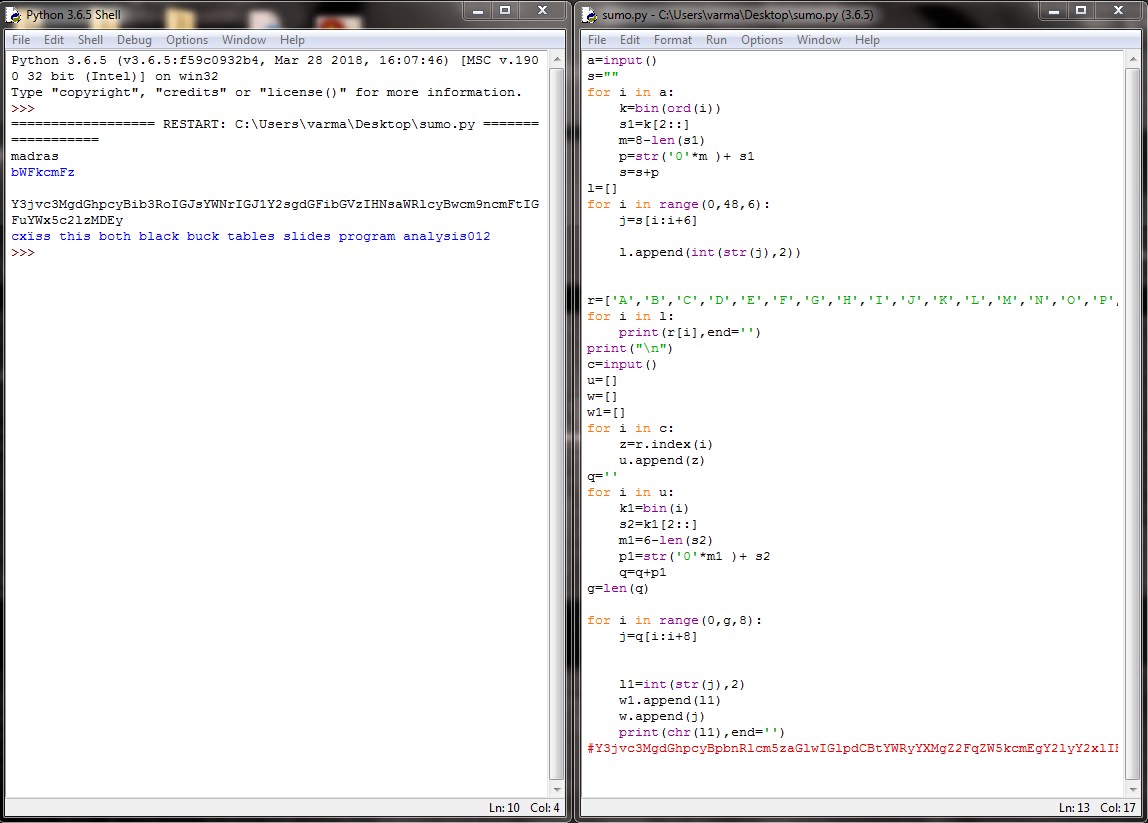 Python 3.6.5 Shell
File Edit Shell Debug Options Window Help
Python 3.6.5 (v3.6.5:f59c0932b4, Mar 28 2018, 16:07:46) [MSC v.190
0 32 bit (Intel)] on win32
Type "copyright", "credits" or "license()" for more information.
>>>
================== RESTART: C:\Users\varma\Desktop\sumo.py =======
===========
madras
bWFkcmFz
Y3jvc3MgdGhpcyBib3RoIGJsYWNrIGJ1Y2sgdGFibGVzIHNsaWRlcyBwcm9ncmFtIG
FuYWx5c2lzMDEy
cxïss this both black buck tables slides program analysis012
>>>
Ln: 10 Col: 4
sumo.py - C:\Users\varma\Desktop\sumo.py (3.6.5)
File Edit Format Run Options Window Help
a=input()
s=""
for i in a:
    k=bin(ord(i))
    s1=k[2::]
    m=8-len(s1)
    p=str('0'*m )+ s1
    s=s+p
l=[]
for i in range(0,48,6):
    j=s[i:i+6]
    l.append(int(str(j),2))
r=['A','B','C','D','E','F','G','H','I','J','K','L','M','N','O','P',
for i in l:
    print(r[i],end='')
print("\n")
c=input()
u=[]
w=[]
w1=[]
for i in c:
    z=r.index(i)
    u.append(z)
q=''
for i in u:
    k1=bin(i)
    s2=k1[2::]
    m1=6-len(s2)
    p1=str('0'*m1 )+ s2
    q=q+p1
g=len(q)
for i in range(0,g,8):
    j=q[i:i+8]
    l1=int(str(j),2)
    w1.append(l1)
    w.append(j)
    print(chr(l1),end='')
#Y3jvc3MgdGhpcyBpbnRlcm5zaGlwIGlpdCBtYWRyYXMgZ2FqZW5kcmEgY2lyY2xlIE
Ln: 13 Col: 17